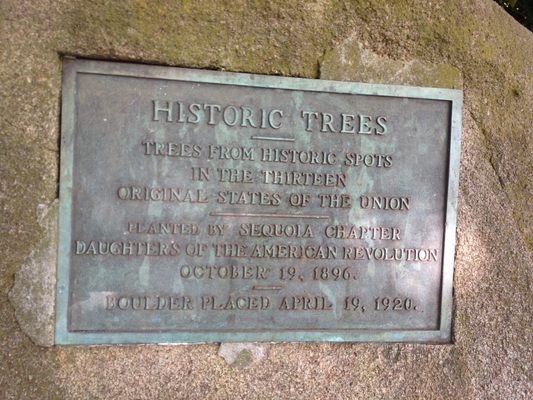 HISTORIC TREES
TREES FROM HISTORIC SPOTS
IN THE THIRTEEN
ORIGINAL STATES OF THE UNION
PLANTED BY SEQUOIA CHAPTER
DAUGHTERS OF THE AMERICAN REVOLUTION
OCTOBER 19, 1896.
BOULDER PLACED APRIL 19, 1920.